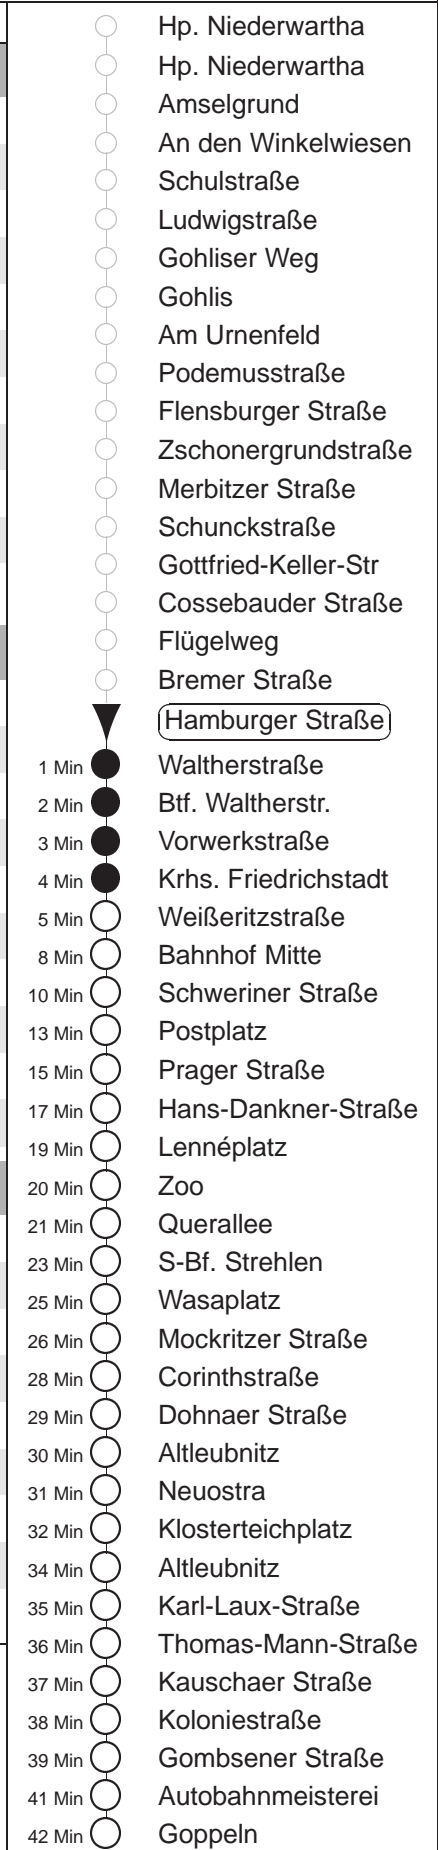 Hp. Niederwartha
Hp. Niederwartha
Amselgrund
An den Winkelwiesen
Schulstraße
Ludwigstraße
Gohliser Weg
Gohlis
Am Urnenfeld
Podemusstraße
Flensburger Straße
Zschonergrundstraße
Merbitzer Straße
Schunckstraße
Gottfried-Keller-Str
Cossebauder Straße
Flügelweg
Bremer Straße
Hamburger Straße
1 Min Waltherstraße
2 Min Btf. Waltherstr.
3 Min Vorwerkstraße
4 Min Krhs. Friedrichstadt
5 Min Weißeritzstraße
8 Min Bahnhof Mitte
10 Min Schweriner Straße
13 Min Postplatz
15 Min Prager Straße
17 Min Hans-Dankner-Straße
19 Min Lennéplatz
20 Min Zoo
21 Min Querallee
23 Min S-Bf. Strehlen
25 Min Wasaplatz
26 Min Mockritzer Straße
28 Min Corinthstraße
29 Min Dohnaer Straße
30 Min Altleubnitz
31 Min Neuostra
32 Min Klosterteichplatz
34 Min Altleubnitz
35 Min Karl-Laux-Straße
36 Min Thomas-Mann-Straße
37 Min Kauschaer Straße
38 Min Koloniestraße
39 Min Gombsener Straße
41 Min Autobahnmeisterei
42 Min Goppeln